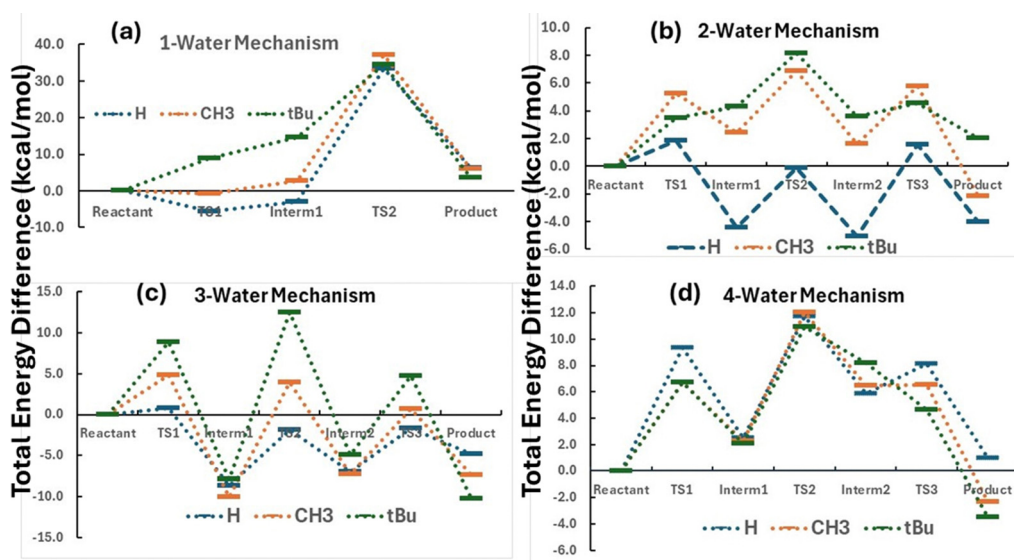 Total Energy Difference (kcal/mol)
(a)
1-Water Mechanism
40.0
30.0
20.0
10.0
0.0
-10.0
H CH3 tBu
Reactant TS1 Interm1 TS2 Product
Total Energy Difference (kcal/mol)
(b)
2-Water Mechanism
10.0
8.0
6.0
4.0
2.0
0.0
-2.0
-4.0
-6.0
Reactant TS1 Interm1 TS2 Interm2 TS3 Product
H CH3 tBu
(c)
3-Water Mechanism
15.0
10.0
5.0
0.0
-5.0
-10.0
-15.0
Reactant TS1 Interm1 TS2 Interm2 TS3 Product
H CH3 tBu
(d)
4-Water Mechanism
14.0
12.0
10.0
8.0
6.0
4.0
2.0
0.0
-2.0
-4.0
-6.0
Reactant TS1 Interm1 TS2 Interm2 TS3 Product
H CH3 tBu